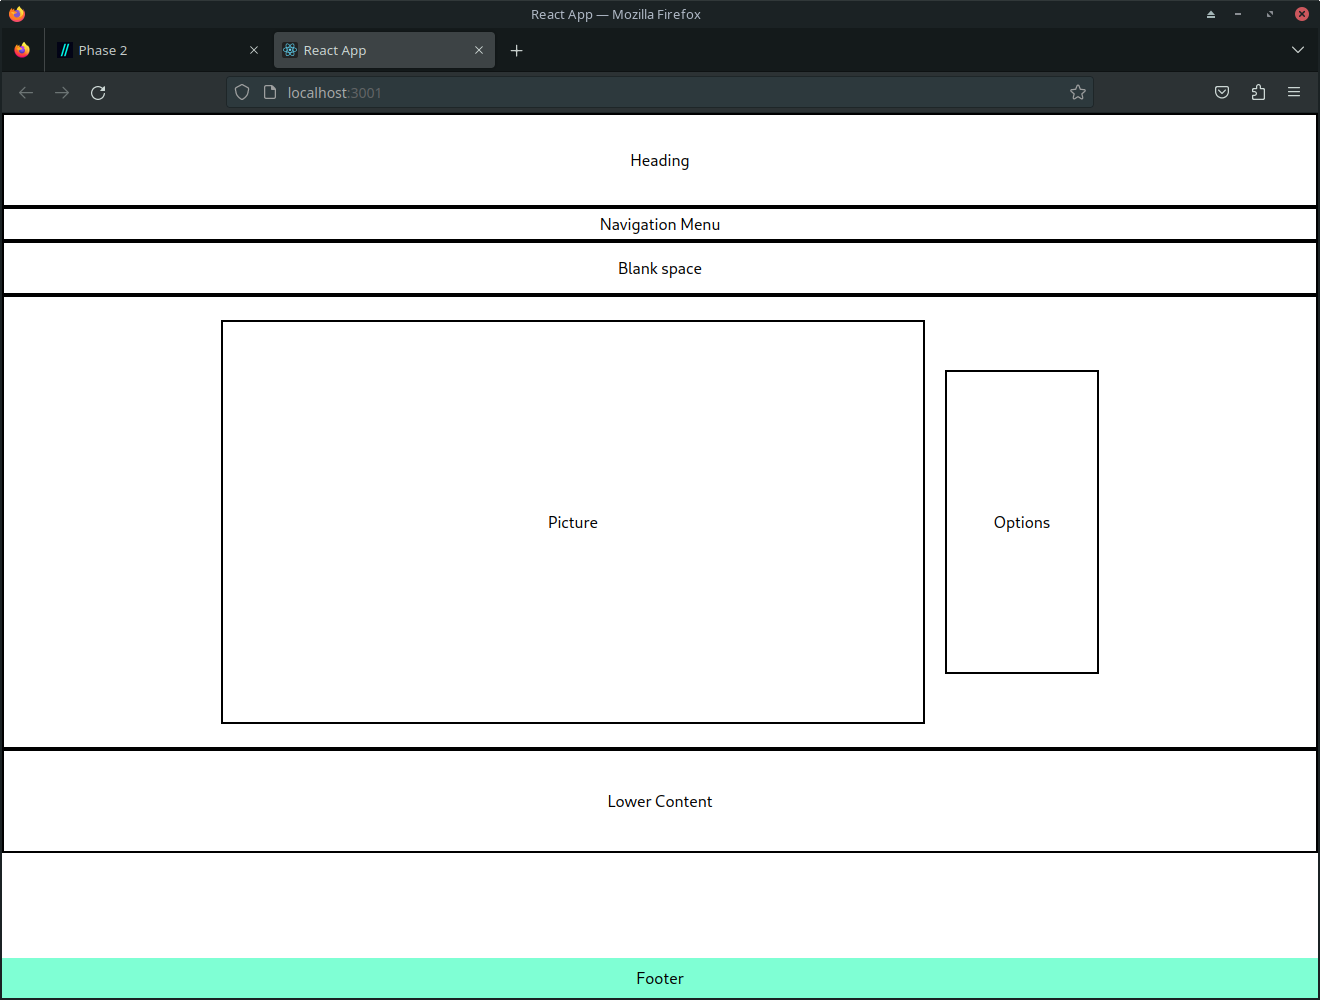 React App — Mozilla Firefox
Phase 2
React App
localhost:3001
Heading
Navigation Menu
Blank space
Picture
Options
Lower Content
Footer